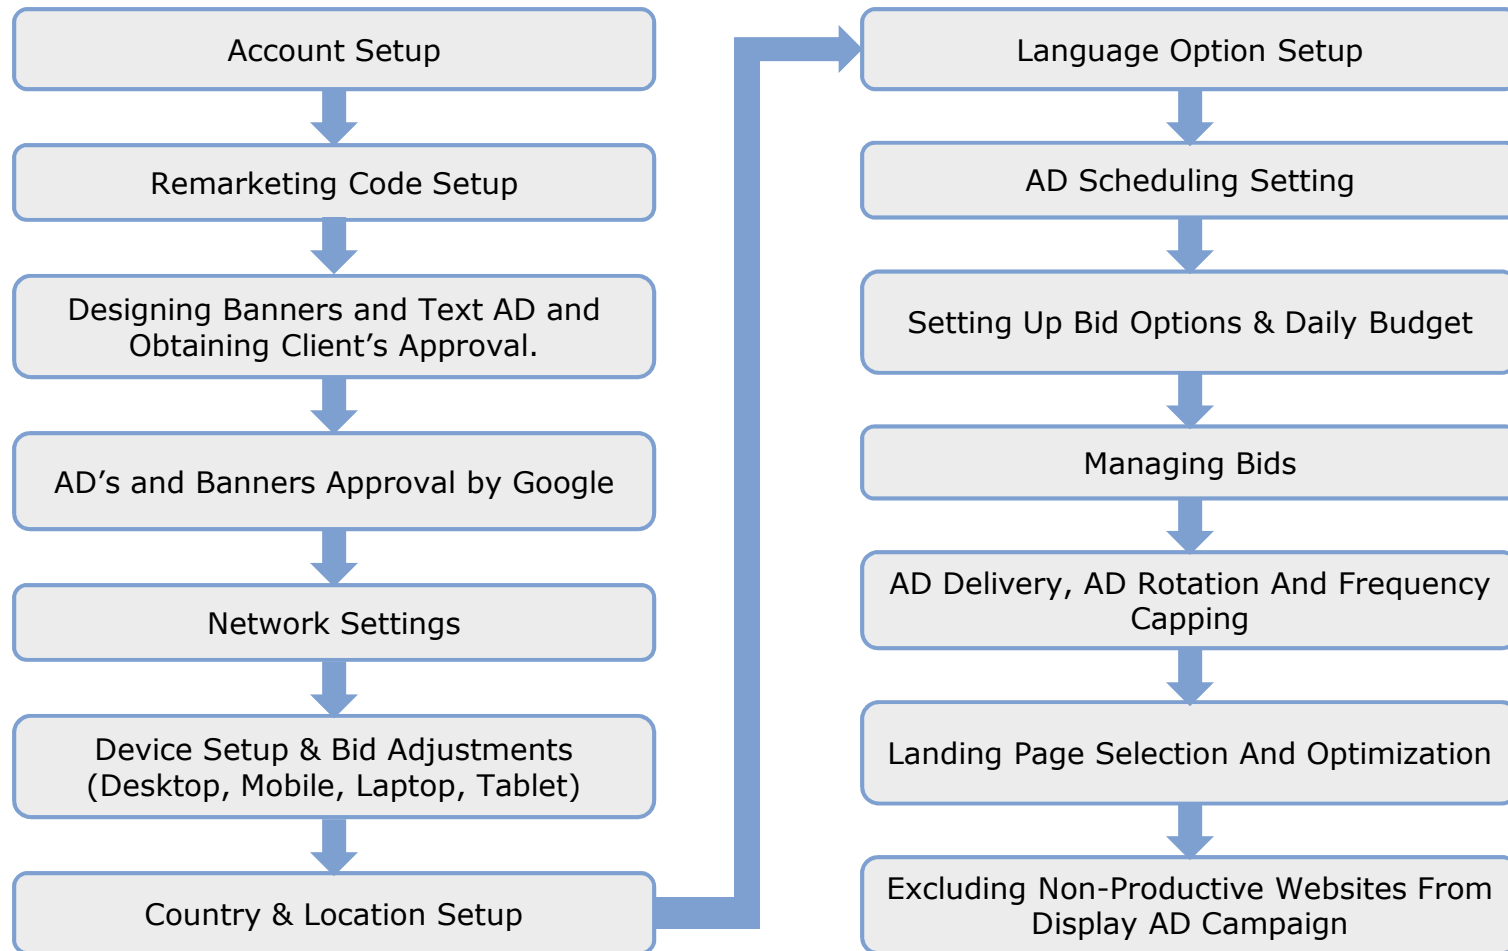 Account Setup
Remarketing Code Setup
Designing Banners and Text AD and
Obtaining Client’s Approval.
AD’s and Banners Approval by Google
Network Settings
Device Setup & Bid Adjustments
(Desktop, Mobile, Laptop, Tablet)
Country & Location Setup
Language Option Setup
AD Scheduling Setting
Setting Up Bid Options & Daily Budget
Managing Bids
AD Delivery, AD Rotation And Frequency
Capping
Landing Page Selection And Optimization
Excluding Non-Productive Websites From
Display AD Campaign